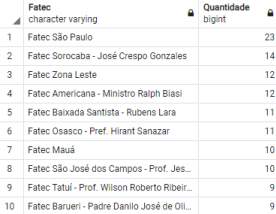 Fatec Quantidade
character varying bigint
1 Fatec São Paulo 23
2 Fatec Sorocaba - José Crespo Gonzales 14
3 Fatec Zona Leste 12
4 Fatec Americana - Ministro Ralph Biasi 12
5 Fatec Baixada Santista - Rubens Lara 11
6 Fatec Osasco - Pref. Hirant Sanazar 11
7 Fatec Mauá 10
8 Fatec São José dos Campos - Prof. Jes... 10
9 Fatec Tatuí - Prof. Wilson Roberto Ribeir... 9
10 Fatec Barueri - Padre Danilo José de Oli... 9